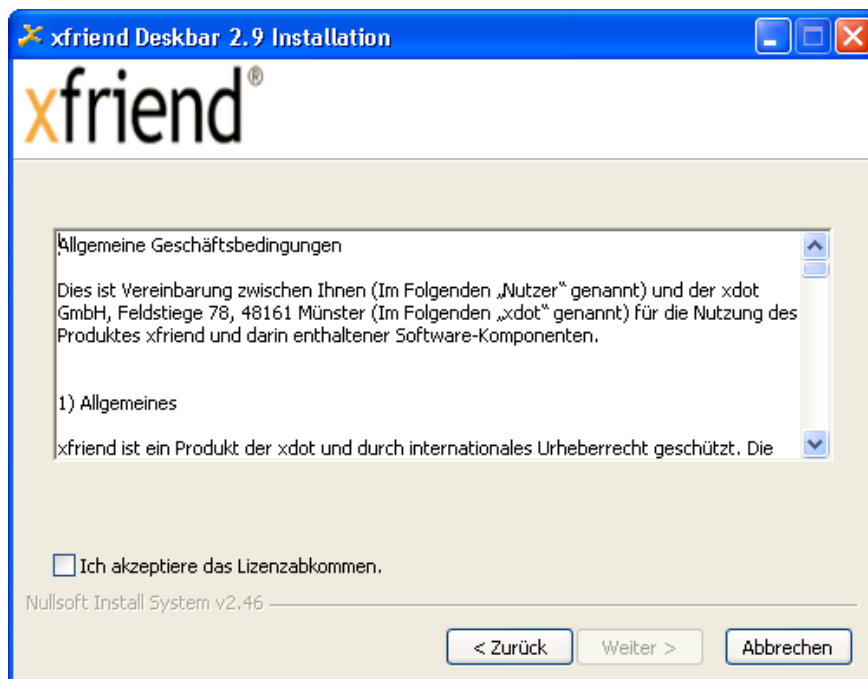 xfriend Deskbar 2.9 Installation
xfriend®
Allgemeine Geschäftsbedingungen
Dies ist Vereinbarung zwischen Ihnen (Im Folgenden „Nutzer“ genannt) und der xdot
GmbH, Feldstiege 78, 48161 Münster (Im Folgenden „xdot“ genannt) für die Nutzung des
Produktes xfriend und darin enthaltener Software-Komponenten.
1) Allgemeines
xfriend ist ein Produkt der xdot und durch internationales Urheberrecht geschützt. Die
Ich akzeptiere das Lizenzabkommen.
Nullsoft Install System v2.46
< Zurück Weiter > Abbrechen